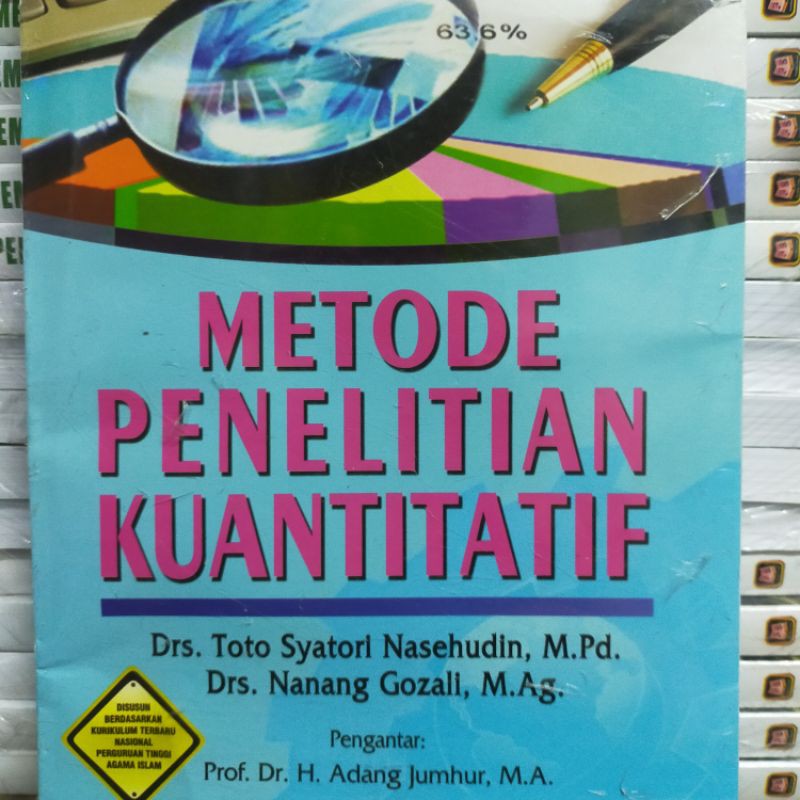 63,6%
METODE
PENELITIAN
KUANTITATIF
Drs. Toto Syatori Nasehudin, M.Pd.
Drs. Nanang Gozali, M.Ag.
DISUSUN
BERDASARKAN
KURIKULUM TERBARU
NASIONAL
PERGURUAN TINGGI
AGAMA ISLAM
Pengantar:
Prof. Dr. H. Adang Jumhur, M.A.